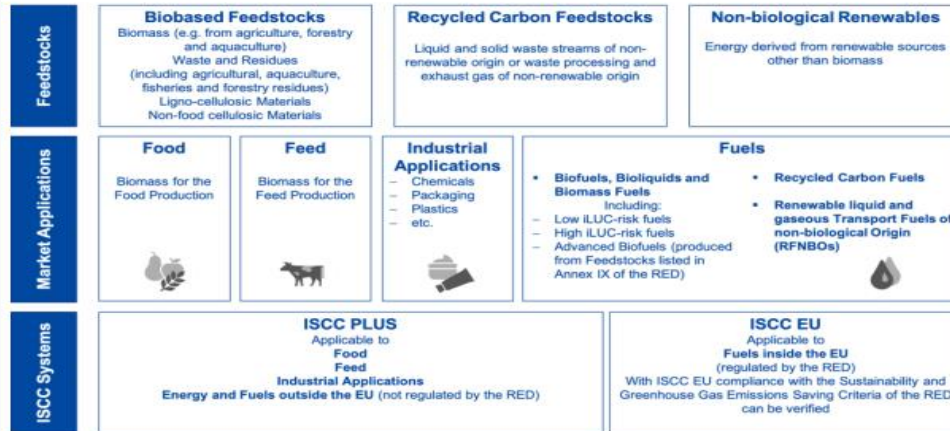 Feedstocks
Biobased Feedstocks
Biomass (e.g. from agriculture, forestry
and aquaculture)
Waste and Residues
(including agricultural, aquaculture,
fisheries and forestry residues)
Ligno-cellulosic Materials
Non-food cellulosic Materials
Recycled Carbon Feedstocks
Liquid and solid waste streams of non-
renewable origin or waste processing and
exhaust gas of non-renewable origin
Non-biological Renewables
Energy derived from renewable sources
other than biomass
Market Applications
Food
Biomass for the
Food Production
Feed
Biomass for the
Feed Production
Industrial
Applications
– Chemicals
– Packaging
– Plastics
– etc.
Fuels
▪ Biofuels, Bioliquids and
Biomass Fuels
Including:
– Low iLUC-risk fuels
– High iLUC-risk fuels
– Advanced Biofuels (produced
from Feedstocks listed in
Annex IX of the RED)
▪ Recycled Carbon Fuels
▪ Renewable liquid and
gaseous Transport Fuels of
non-biological Origin
(RFNBOs)
ISCC Systems
ISCC PLUS
Applicable to
Food
Feed
Industrial Applications
Energy and Fuels outside the EU (not regulated by the RED)
ISCC EU
Applicable to
Fuels inside the EU
(regulated by the RED)
With ISCC EU compliance with the Sustainability and
Greenhouse Gas Emissions Saving Criteria of the RED
can be verified